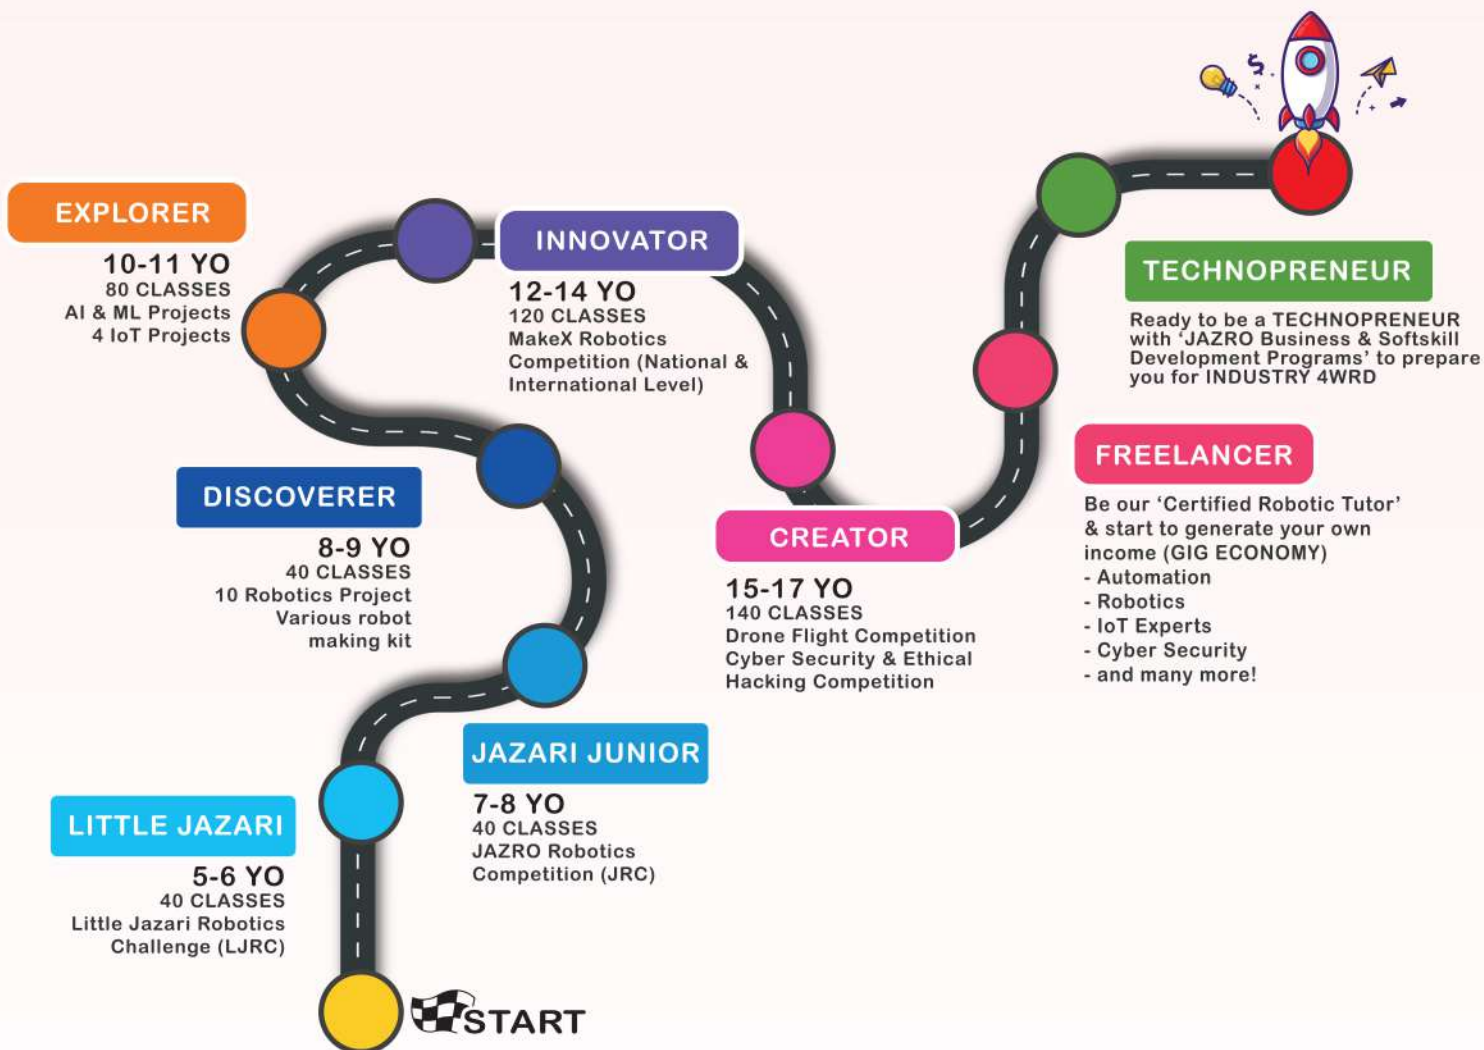 EXPLORER
10-11 YO
80 CLASSES
AI & ML Projects
4 IoT Projects
INNOVATOR
12-14 YO
120 CLASSES
MakeX Robotics
Competition (National &
International Level)
TECHNOPRENEUR
Ready to be a TECHNOPRENEUR
with ‘JAZRO Business & Softskill
Development Programs’ to prepare
you for INDUSTRY 4WRD
DISCOVERER
8-9 YO
40 CLASSES
10 Robotics Project
Various robot
making kit
CREATOR
15-17 YO
140 CLASSES
Drone Flight Competition
Cyber Security & Ethical
Hacking Competition
FREELANCER
Be our ‘Certified Robotic Tutor’
& start to generate your own
income (GIG ECONOMY)
- Automation
- Robotics
- IoT Experts
- Cyber Security
- and many more!
JAZARI JUNIOR
7-8 YO
40 CLASSES
JAZRO Robotics
Competition (JRC)
LITTLE JAZARI
5-6 YO
40 CLASSES
Little Jazari Robotics
Challenge (LJRC)
START